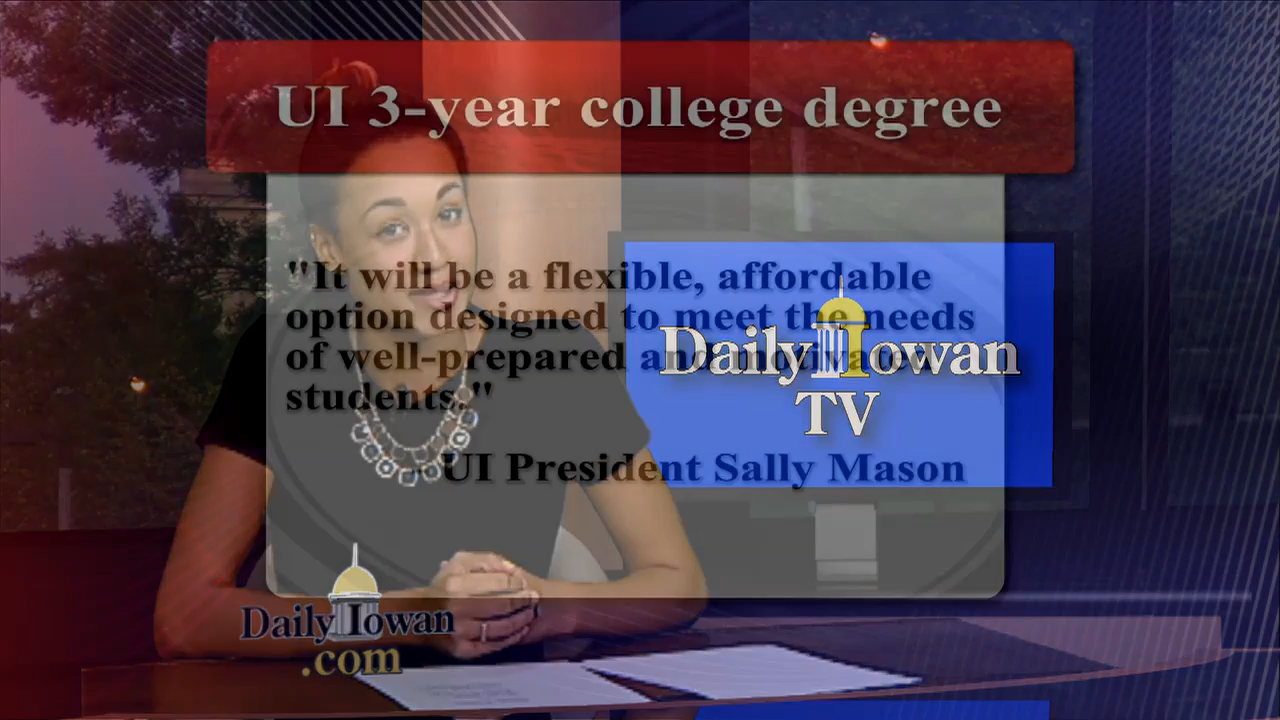 UI 3-year college degree
"It will be a flexible, affordable
option designed to meet the needs
of well-prepared and motivated
students."
- UI President Sally Mason
Daily Iowan
TV
Daily Iowan
.com